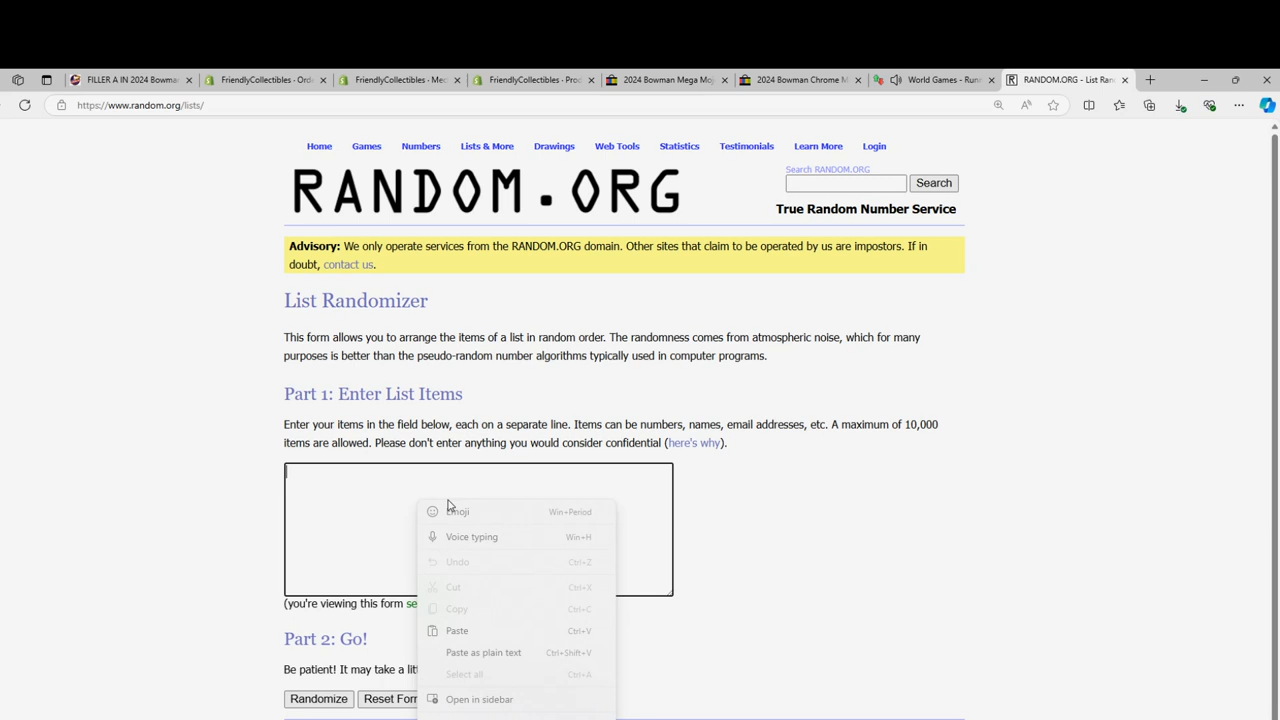 FILLER A IN 2024 Bowman
FriendlyCollectibles · Ord
FriendlyCollectibles · Mec
FriendlyCollectibles · Proc
2024 Bowman Mega Mo
2024 Bowman Chrome M
World Games - Run
RANDOM.ORG - List Ran
https://www.random.org/lists/
Home Games Numbers Lists & More Drawings Web Tools Statistics Testimonials Learn More Login
Search RANDOM.ORG
RANDOM.ORG
Search
True Random Number Service
Advisory: We only operate services from the RANDOM.ORG domain. Other sites that claim to be operated by us are impostors. If in
doubt, contact us.
List Randomizer
This form allows you to arrange the items of a list in random order. The randomness comes from atmospheric noise, which for many
purposes is better than the pseudo-random number algorithms typically used in computer programs.
Part 1: Enter List Items
Enter your items in the field below, each on a separate line. Items can be numbers, names, email addresses, etc. A maximum of 10,000
items are allowed. Please don't enter anything you would consider confidential (here's why).
Emoji Win+Period
Voice typing Win+H
Undo Ctrl+Z
Cut Ctrl+X
(you're viewing this form se
Copy Ctrl+C
Paste Ctrl+V
Part 2: Go!
Paste as plain text Ctrl+Shift+V
Be patient! It may take a litt
Select all Ctrl+A
Randomize Reset Form
Open in sidebar